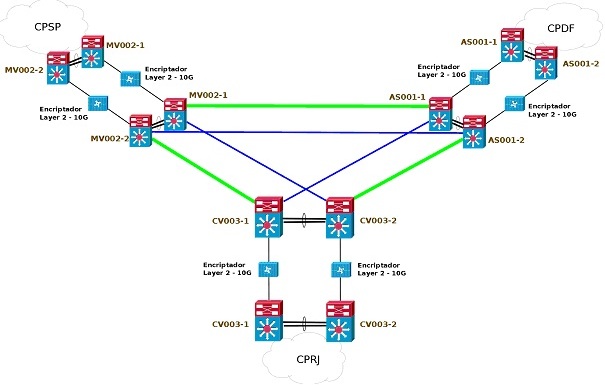 CPSP
MV002-1
MV002-2
Encriptador
Layer 2 - 10G
Encriptador
Layer 2 - 10G
MV002-1
MV002-2
CPDF
AS001-1
AS001-2
Encriptador
Layer 2 - 10G
Encriptador
Layer 2 - 10G
AS001-1
AS001-2
CV003-1
CV003-2
Encriptador
Layer 2 - 10G
Encriptador
Layer 2 - 10G
CV003-1
CV003-2
CPRJ